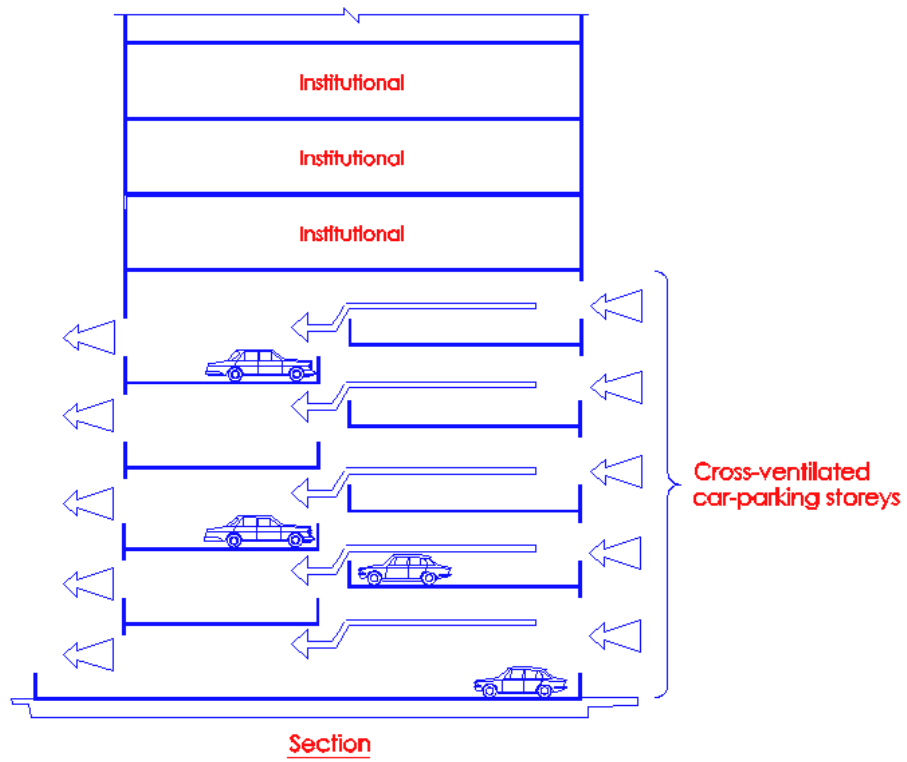 Institutional
Institutional
Institutional
Cross-ventilated
car-parking storeys
Section